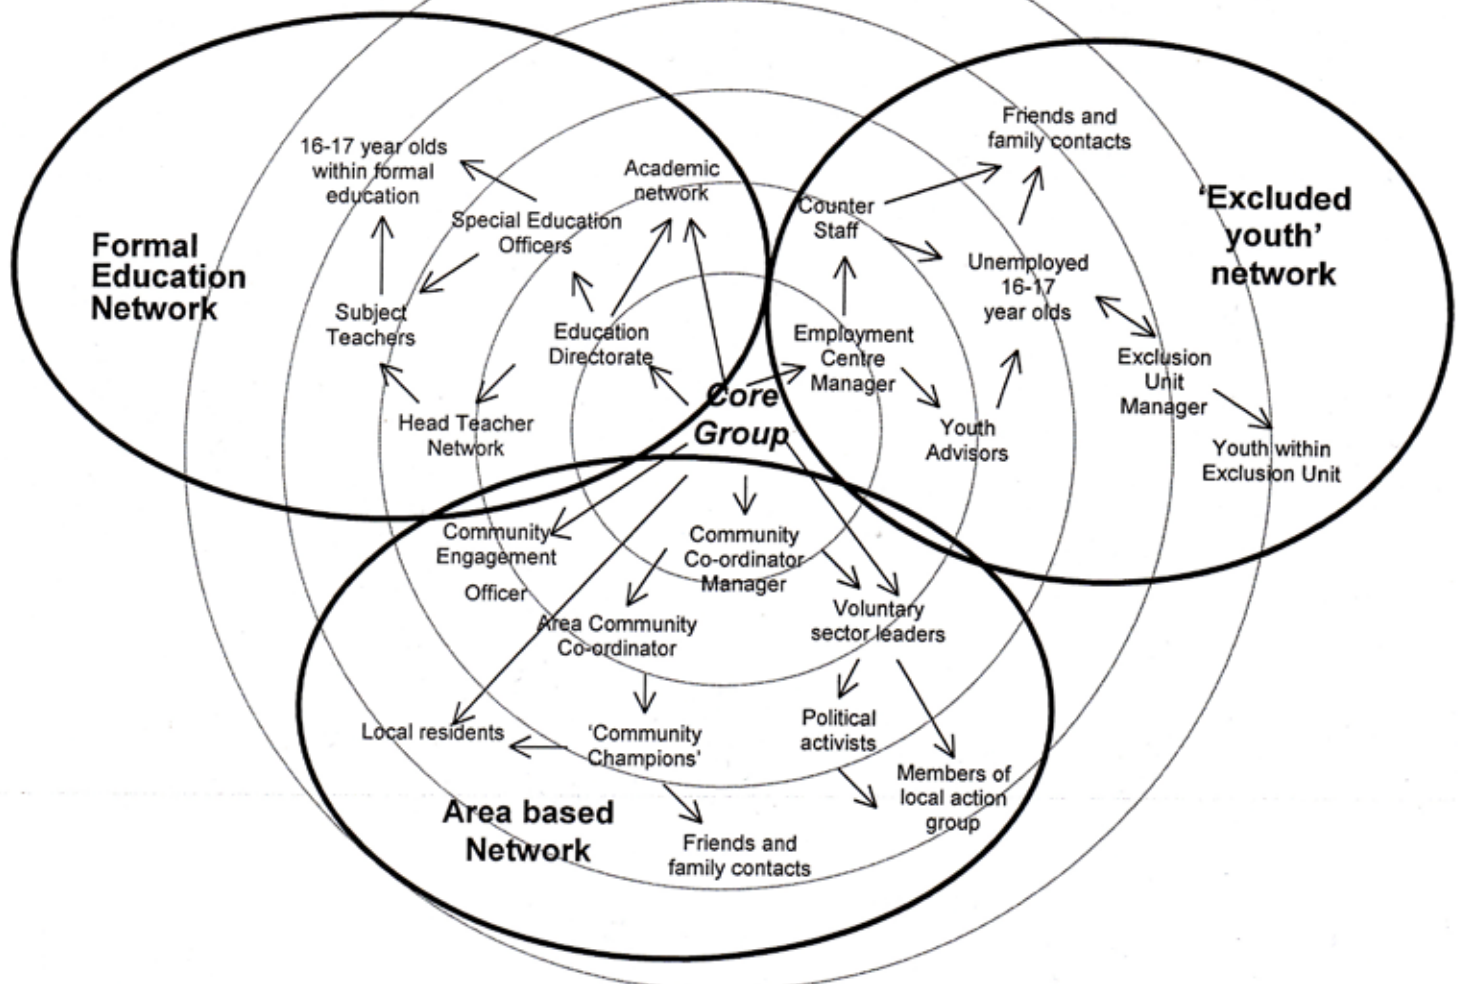 Formal
Education
Network
16-17 year olds
within formal
education
Special Education
Officers
Academic
network
Subject
Teachers
Education
Directorate
Head Teacher
Network
Core
Group
Counter
Staff
Friends and
family contacts
'Excluded
youth'
network
Unemployed
16-17
year olds
Employment
Centre
Manager
Exclusion
Unit
Manager
Youth
Advisors
Youth within
Exclusion Unit
Community
Engagement
Officer
Community
Co-ordinator
Manager
Area Community
Co-ordinator
Voluntary
sector leaders
Local residents
'Community
Champions'
Political
activists
Members of
local action
group
Area based
Network
Friends and
family contacts